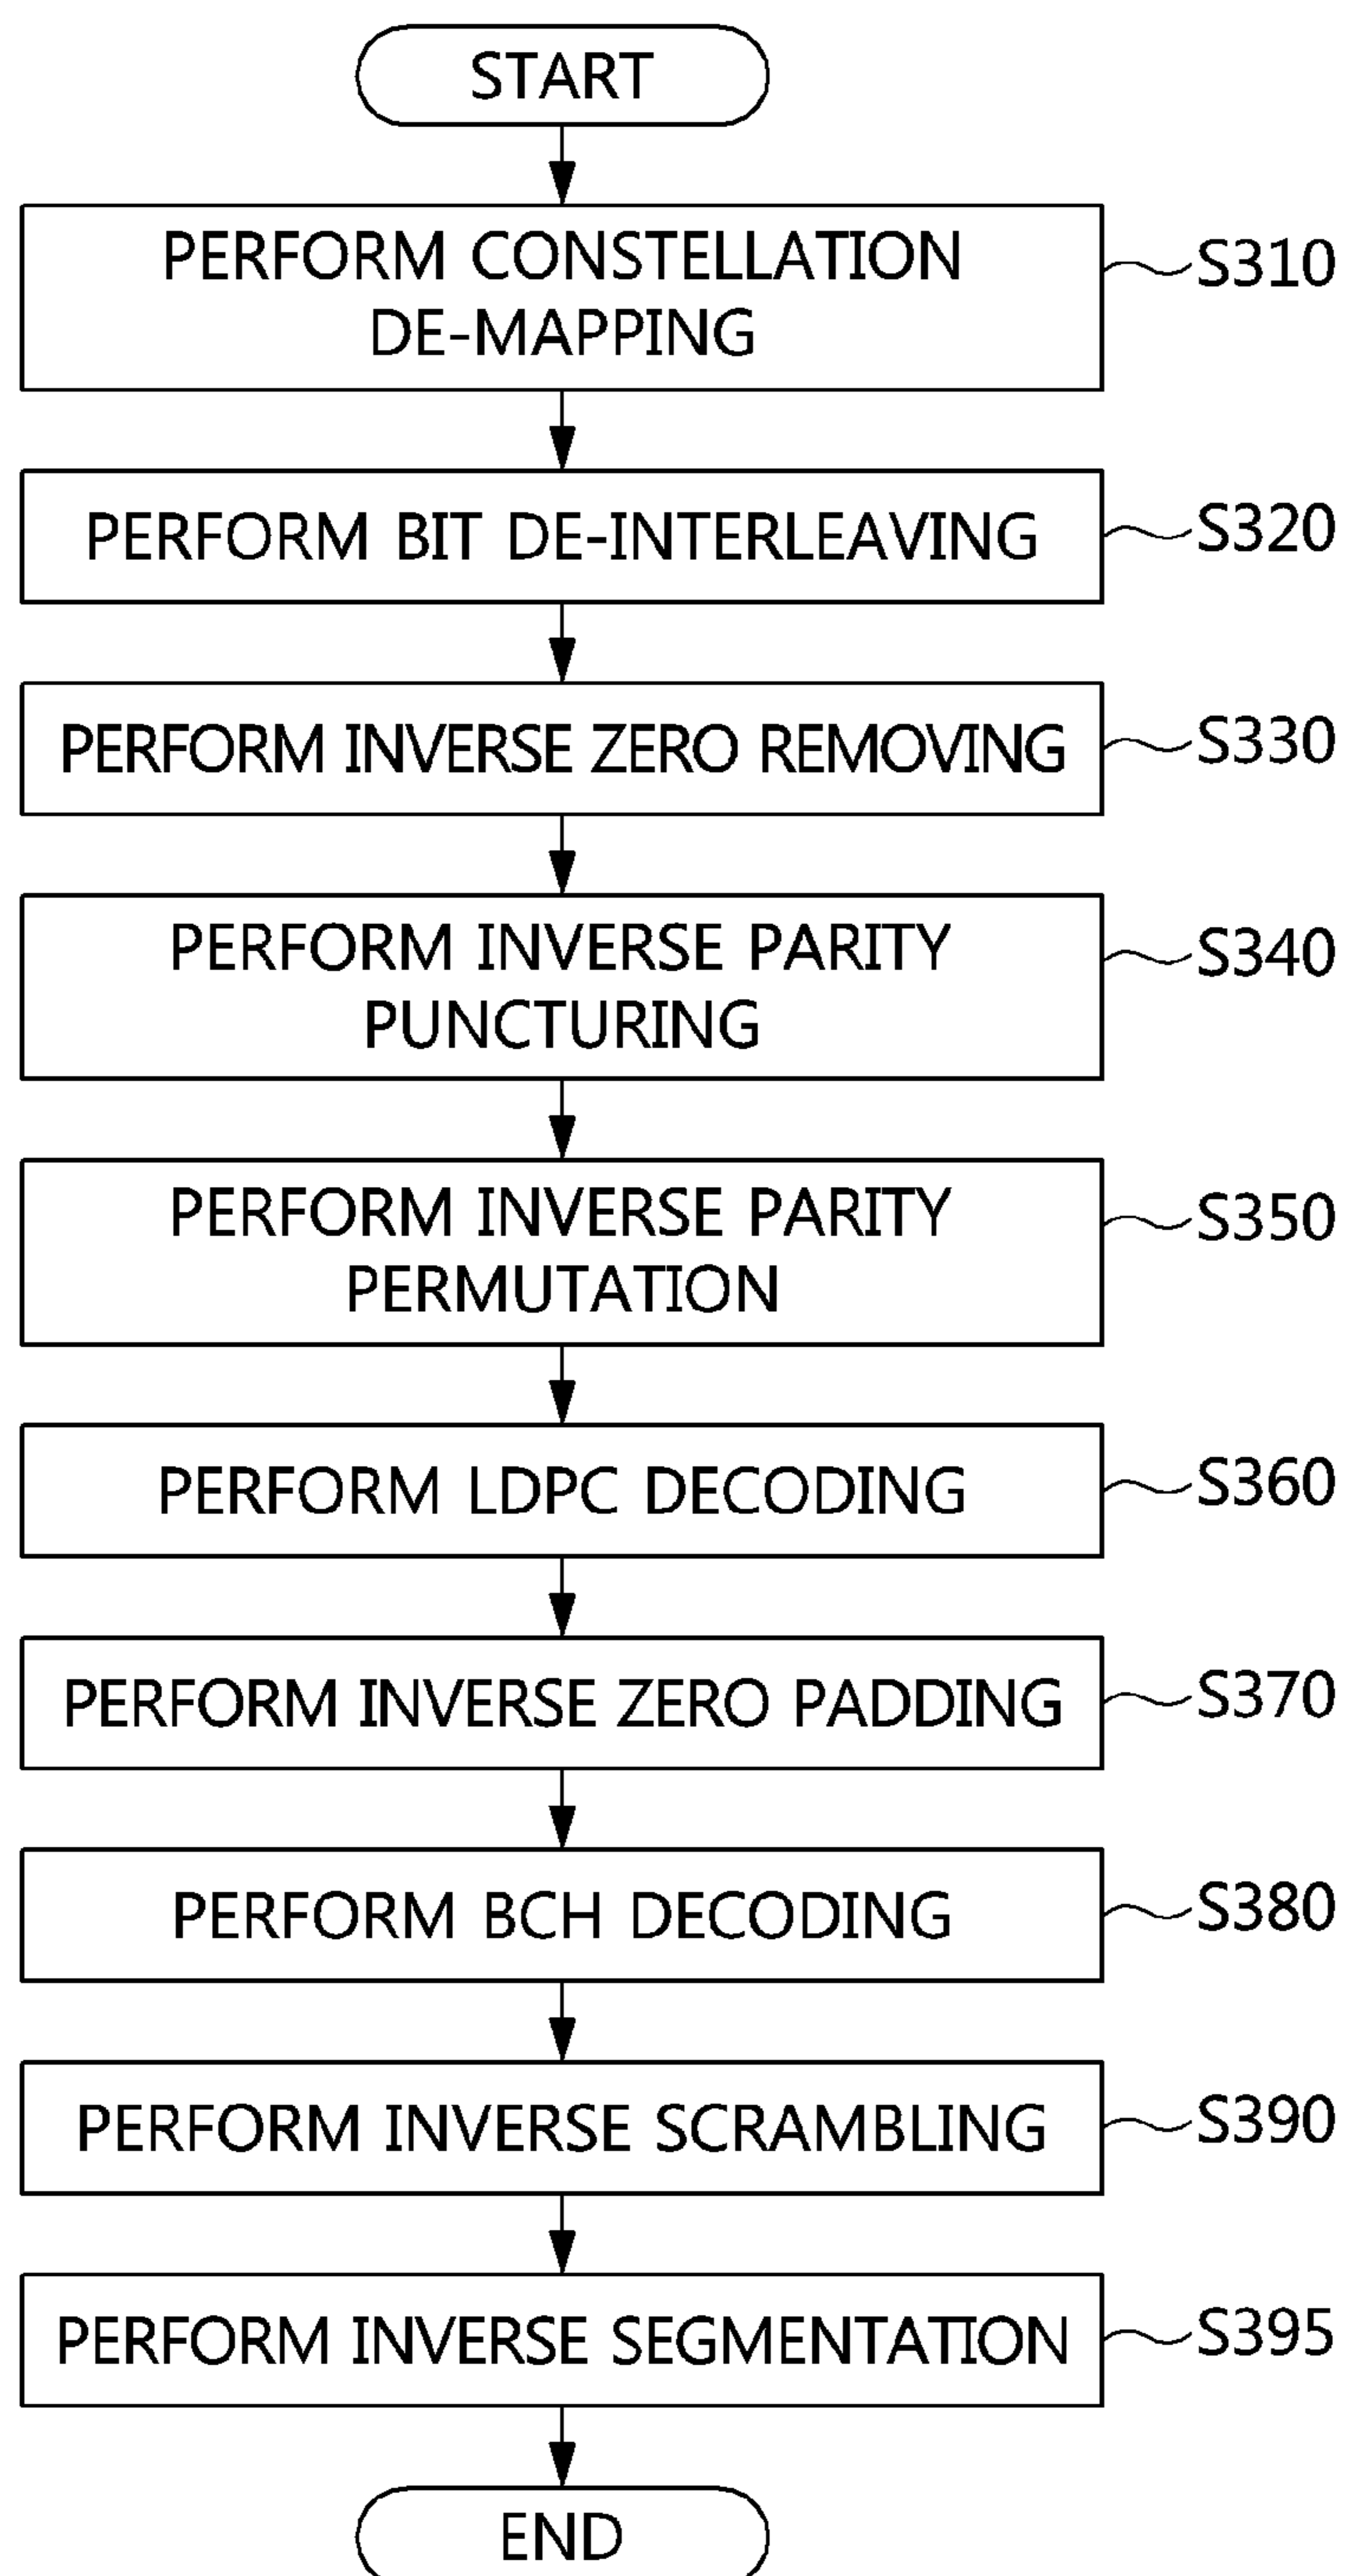 START
PERFORM CONSTELLATION
DE-MAPPING
S310
PERFORM BIT DE-INTERLEAVING
S320
PERFORM INVERSE ZERO REMOVING
S330
PERFORM INVERSE PARITY
PUNCTURING
S340
PERFORM INVERSE PARITY
PERMUTATION
S350
PERFORM LDPC DECODING
S360
PERFORM INVERSE ZERO PADDING
S370
PERFORM BCH DECODING
S380
PERFORM INVERSE SCRAMBLING
S390
PERFORM INVERSE SEGMENTATION
S395
END